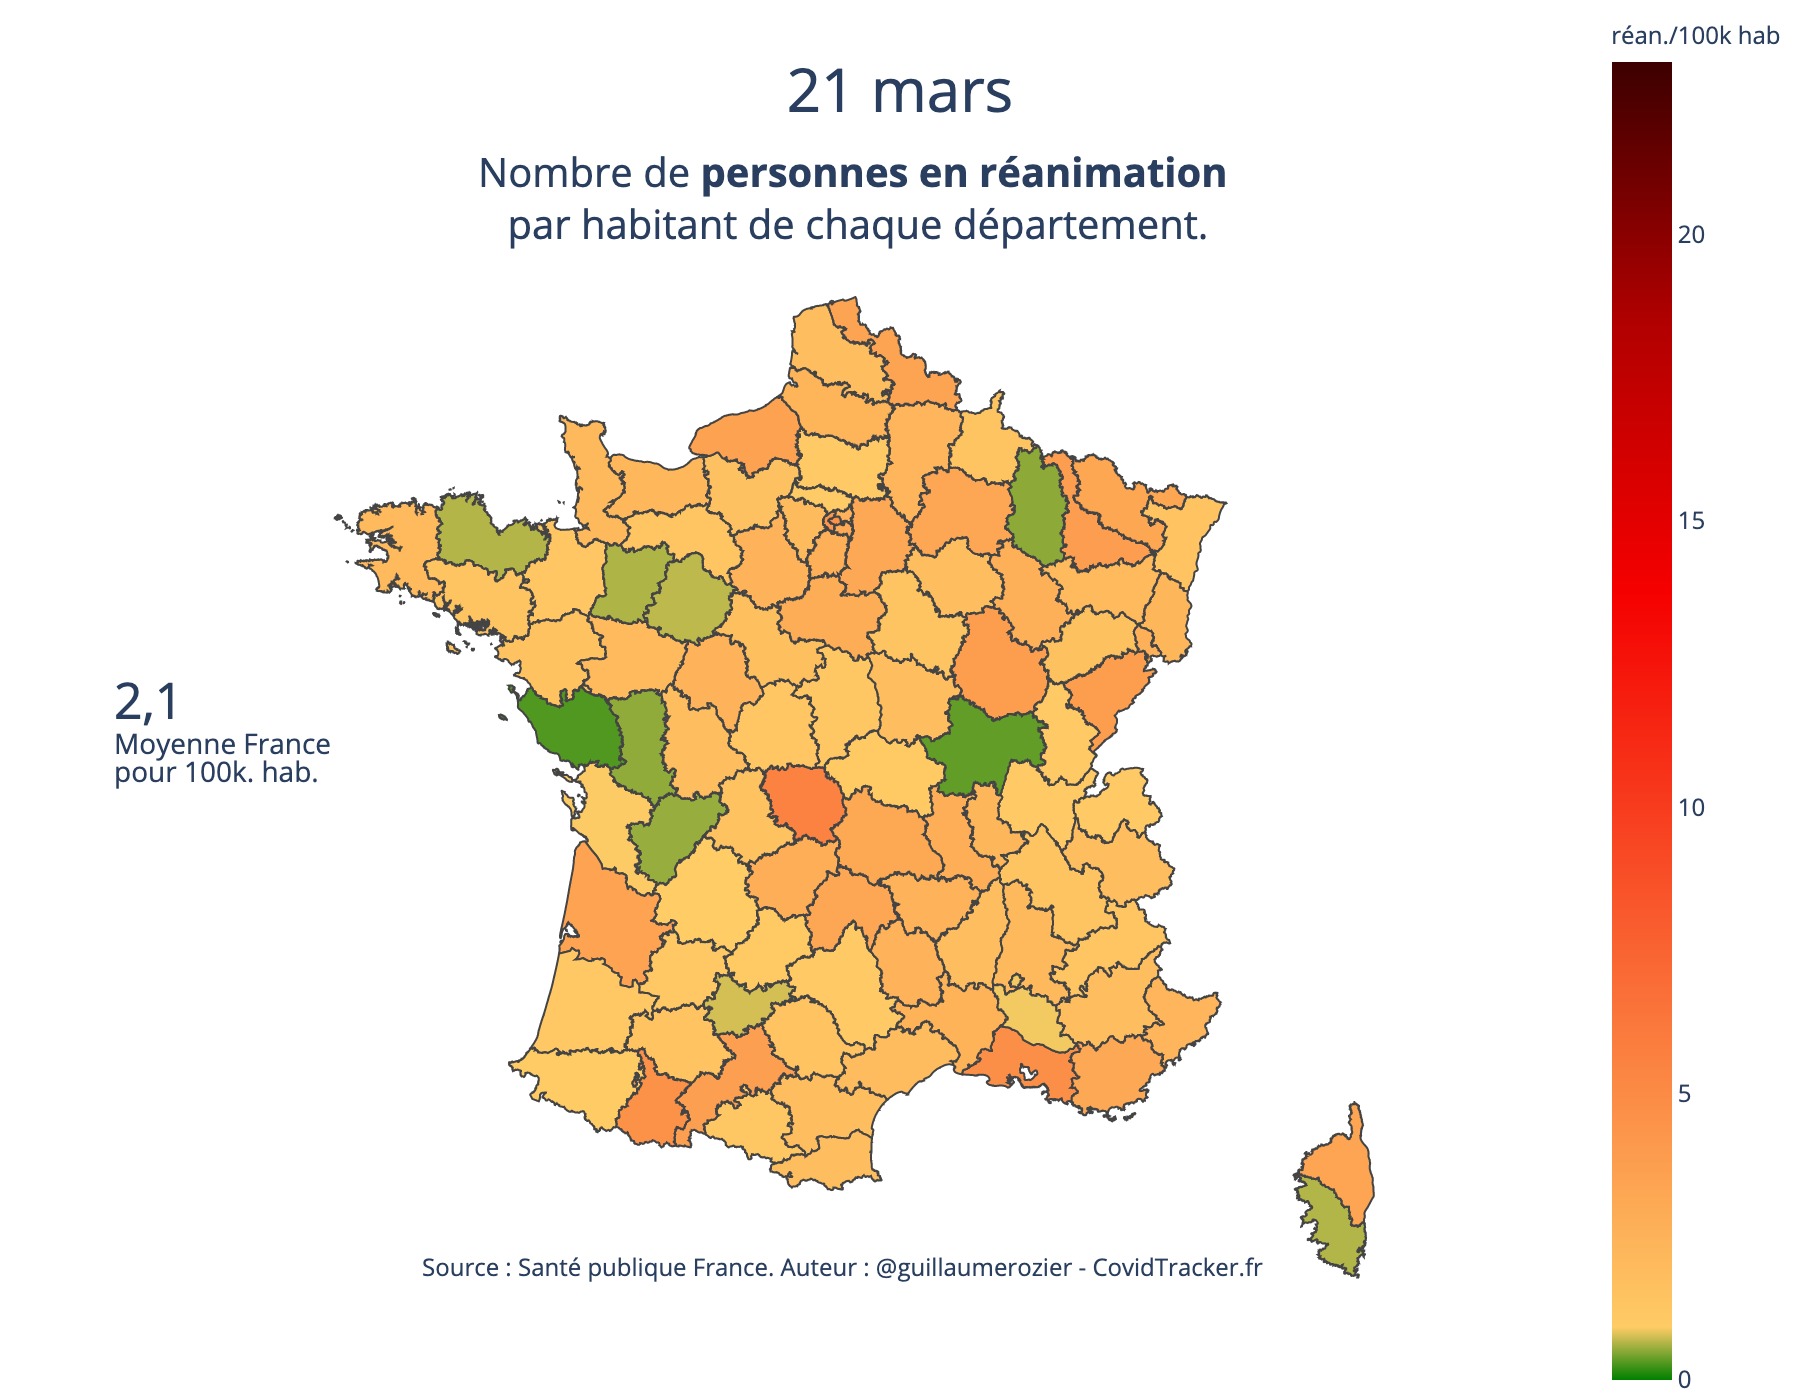 réan./100k hab
21 mars
Nombre de personnes en réanimation
par habitant de chaque département.
20
15
2,1
Moyenne France
pour 100k. hab.
10
5
Source : Santé publique France. Auteur : @guillaumerozier - CovidTracker.fr
0